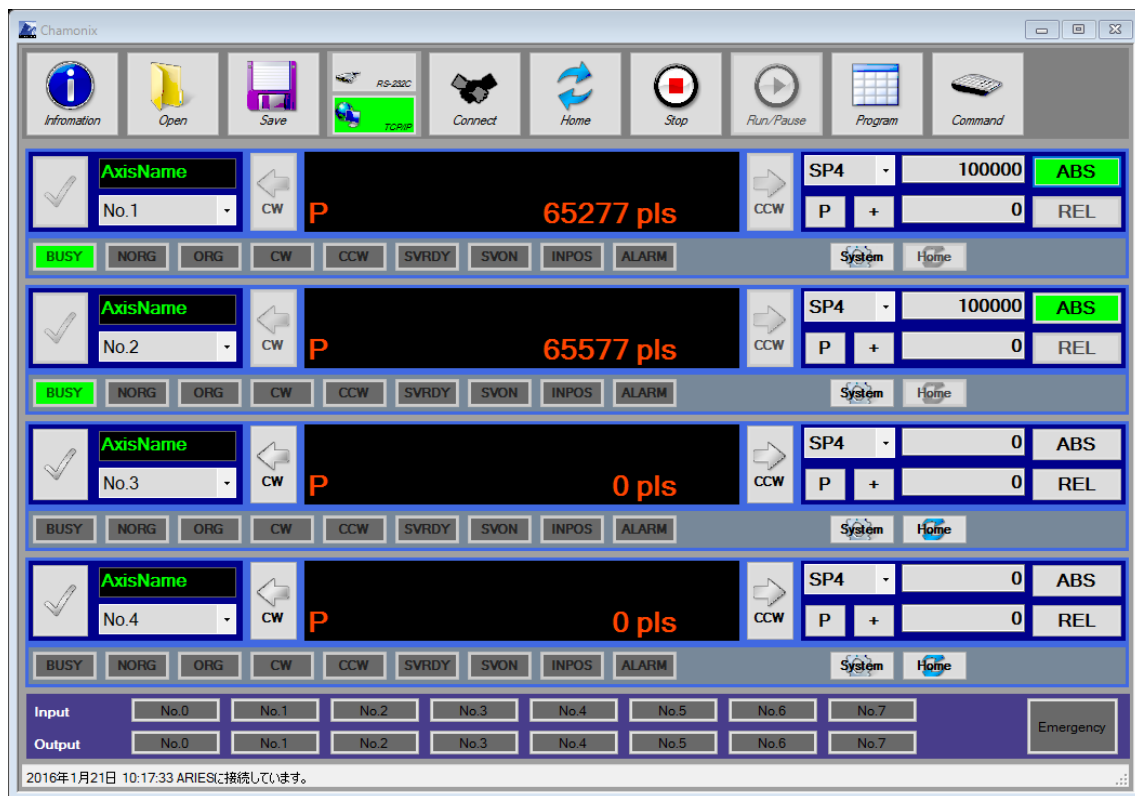 Chamonix
Infromation Open Save RS-232C TCP/IP Connect Home Stop Run/Pause Program Command
AxisName
No.1 CW P 65277 pls CCW SP4 100000 ABS
P + 0 REL
BUSY NORG ORG CW CCW SVRDY SVON INPOS ALARM System Home
AxisName
No.2 CW P 65577 pls CCW SP4 100000 ABS
P + 0 REL
BUSY NORG ORG CW CCW SVRDY SVON INPOS ALARM System Home
AxisName
No.3 CW P 0 pls CCW SP4 0 ABS
P + 0 REL
BUSY NORG ORG CW CCW SVRDY SVON INPOS ALARM System Home
AxisName
No.4 CW P 0 pls CCW SP4 0 ABS
P + 0 REL
BUSY NORG ORG CW CCW SVRDY SVON INPOS ALARM System Home
Input No.0 No.1 No.2 No.3 No.4 No.5 No.6 No.7
Output No.0 No.1 No.2 No.3 No.4 No.5 No.6 No.7
Emergency
2016年1月21日 10:17:33 ARIESに接続しています。